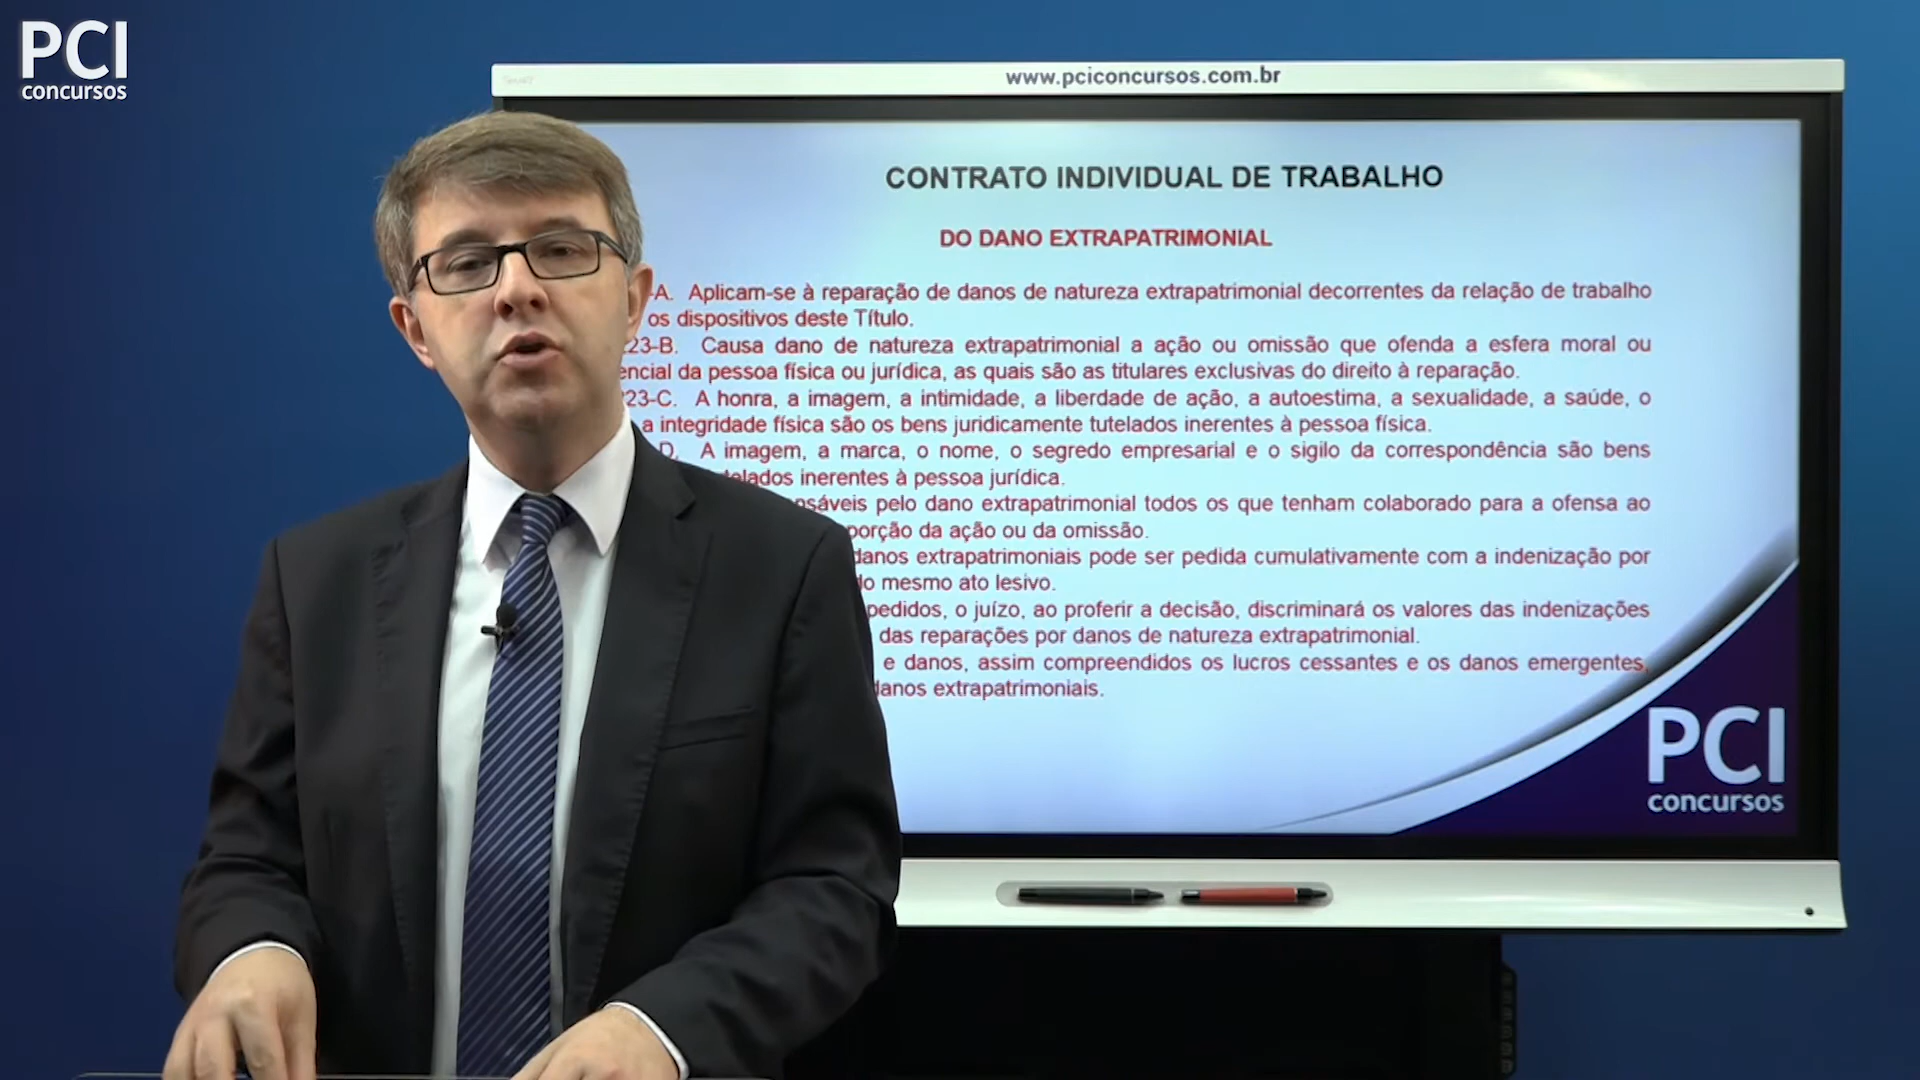 PCI
concursos
www.pciconcursos.com.br
CONTRATO INDIVIDUAL DE TRABALHO
DO DANO EXTRAPATRIMONIAL
-A. Aplicam-se à reparação de danos de natureza extrapatrimonial decorrentes da relação de trabalho
os dispositivos deste Título.
23-B. Causa dano de natureza extrapatrimonial a ação ou omissão que ofenda a esfera moral ou
encial da pessoa física ou jurídica, as quais são as titulares exclusivas do direito à reparação.
23-C. A honra, a imagem, a intimidade, a liberdade de ação, a autoestima, a sexualidade, a saúde, o
a integridade física são os bens juridicamente tutelados inerentes à pessoa física.
D. A imagem, a marca, o nome, o segredo empresarial e o sigilo da correspondência são bens
telados inerentes à pessoa jurídica.
nsáveis pelo dano extrapatrimonial todos os que tenham colaborado para a ofensa ao
porção da ação ou da omissão.
danos extrapatrimoniais pode ser pedida cumulativamente com a indenização por
do mesmo ato lesivo.
pedidos, o juízo, ao proferir a decisão, discriminará os valores das indenizações
das reparações por danos de natureza extrapatrimonial.
e danos, assim compreendidos os lucros cessantes e os danos emergentes,
danos extrapatrimoniais.
PCI
concursos